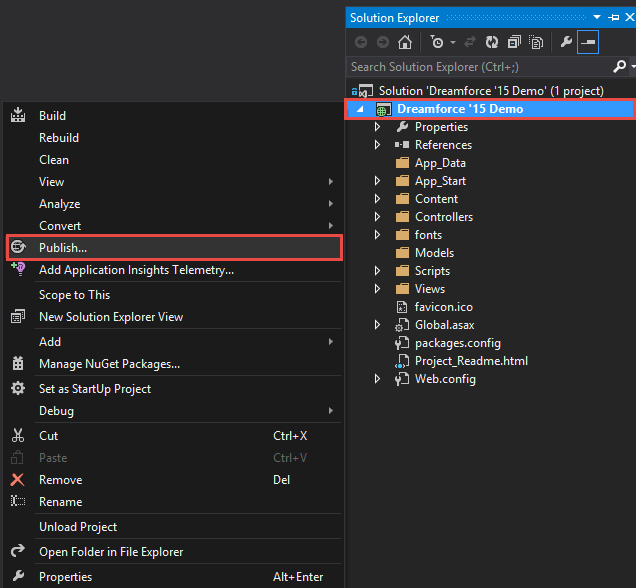 Solution Explorer
Search Solution Explorer (Ctrl+;)
Solution 'Dreamforce '15 Demo' (1 project)
Dreamforce '15 Demo
Properties
References
App_Data
App_Start
Content
Controllers
fonts
Models
Scripts
Views
favicon.ico
Global.asax
packages.config
Project_Readme.html
Web.config
Build
Rebuild
Clean
View
Analyze
Convert
Publish...
Add Application Insights Telemetry...
Scope to This
New Solution Explorer View
Add
Manage NuGet Packages...
Set as StartUp Project
Debug
Cut Ctrl+X
Paste Ctrl+V
Remove Del
Rename
Unload Project
Open Folder in File Explorer
Properties Alt+Enter